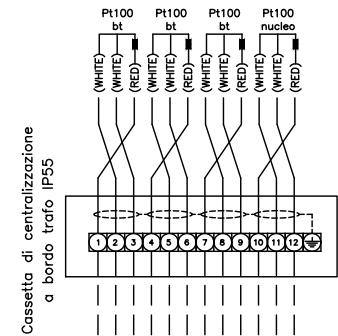 Pt100 Pt100 Pt100 Pt100
bt bt bt nucleo
(WHITE) (WHITE) (RED) (WHITE) (WHITE) (RED) (WHITE) (WHITE) (RED) (WHITE) (WHITE) (RED)
Cassetta di centralizzazione
a bordo trafo IP55
1 2 3 4 5 6 7 8 9 10 11 12